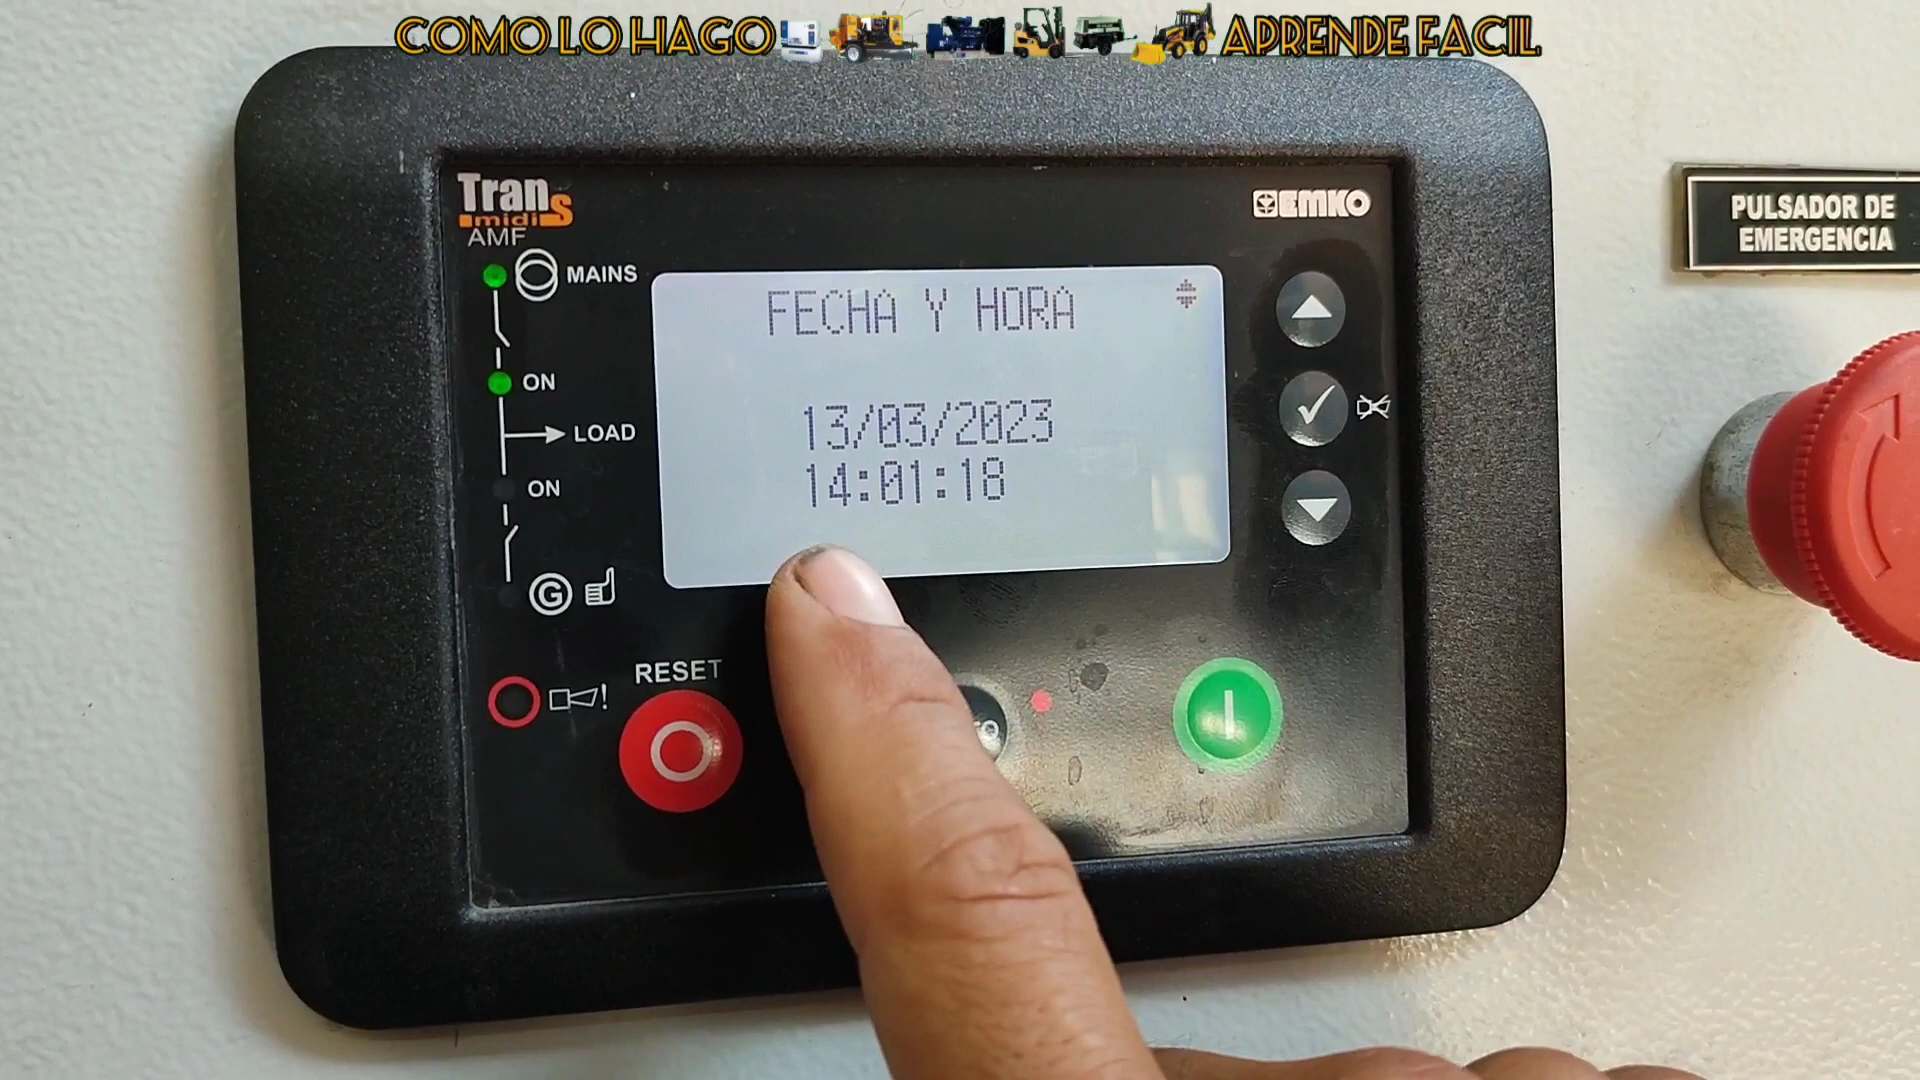 COMO LO HAGO APRENDE FACIL
Trans
midi
AMF
EMKO
MAINS
ON
LOAD
ON
G
RESET
FECHA Y HORA
13/03/2023
14:01:18
PULSADOR DE
EMERGENCIA